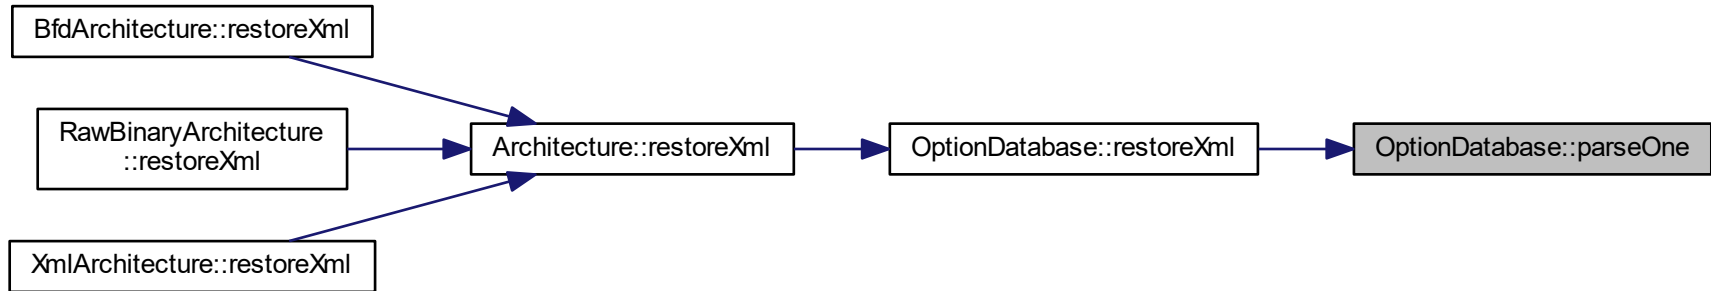 BfdArchitecture::restoreXml
RawBinaryArchitecture
::restoreXml
Architecture::restoreXml
OptionDatabase::restoreXml
OptionDatabase::parseOne
XmlArchitecture::restoreXml